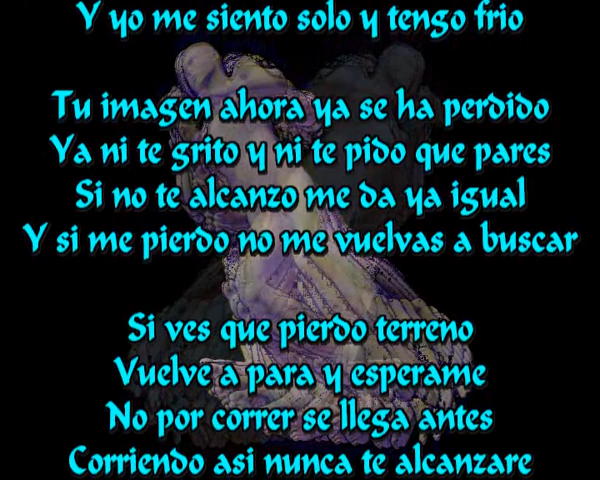 Y yo me siento solo y tengo frio
Tu imagen ahora ya se ha perdido
Ya ni te grito y ni te pido que pares
Si no te alcanzo me da ya igual
Y si me pierdo no me vuelvas a buscar
Si ves que pierdo terreno
Vuelve a para y esperame
No por correr se llega antes
Corriendo asi nunca te alcanzare